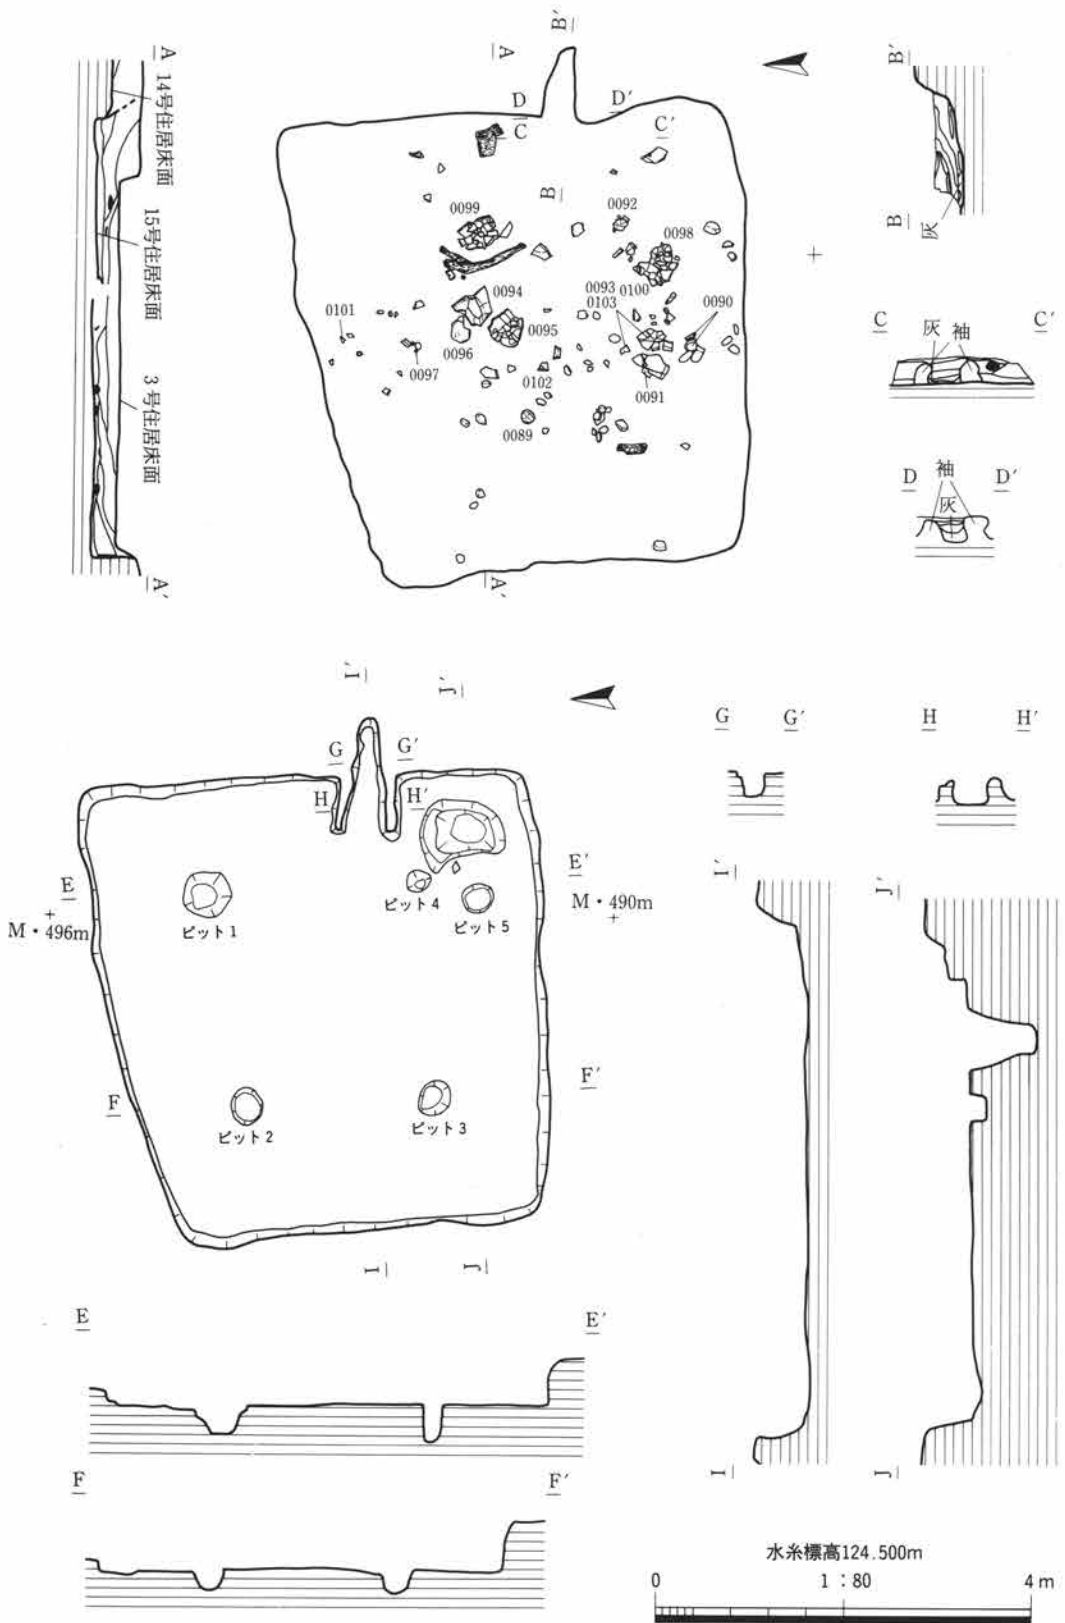 A
14号住居床面
15号住居床面
3号住居床面
A'
B'
A
D
D'
C
C'
B
0099
0092
0098
0094
0093 0100
0103
0090
0101
0095
0096
0097
0102
0091
0089
A'
B'
B
灰
C
灰 袖
C'
D
袖
D'
灰
I'
J'
G
G'
H
H'
E
E'
M・496m
M・490m
ピット1
ピット4
ピット5
F
F'
ピット2
ピット3
I
J
G
G'
H
H'
I'
J'
I
J
E
E'
F
F'
水糸標高124.500m
0
1:80
4m